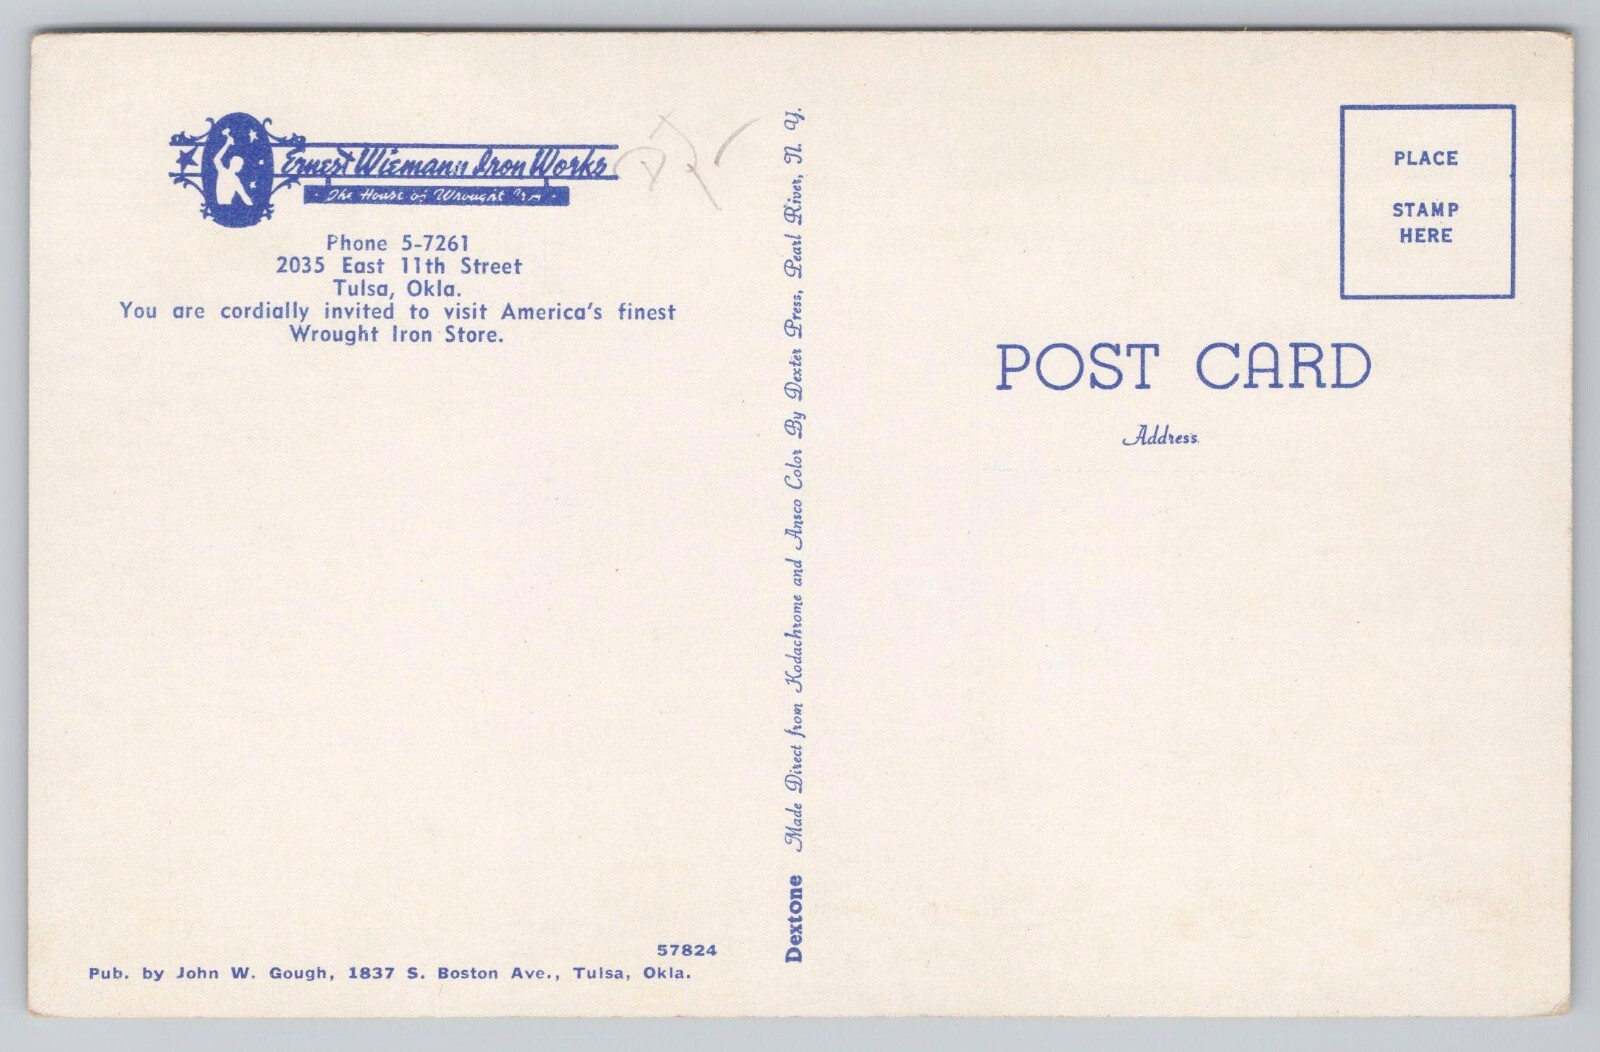 Ernest Wiemann Iron Works
The House of Wrought Iron
Phone 5-7261
2035 East 11th Street
Tulsa, Okla.
You are cordially invited to visit America's finest
Wrought Iron Store.
57824
Pub. by John W. Gough, 1837 S. Boston Ave., Tulsa, Okla.
Dextone Made Direct from Kodachrome and Ansco Color By Dexter Press, Pearl River, N. Y.
PLACE
STAMP
HERE
POST CARD
Address